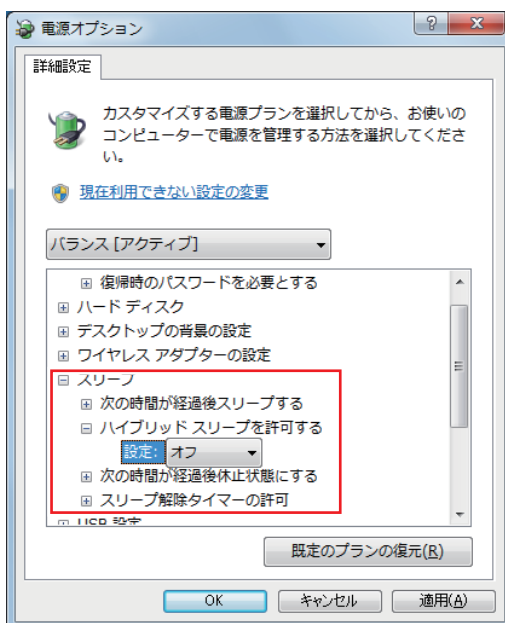 電源オプション
詳細設定
カスタマイズする電源プランを選択してから、お使いの
コンピューターで電源を管理する方法を選択してくださ
い。
現在利用できない設定の変更
バランス [アクティブ]
復帰時のパスワードを必要とする
ハード ディスク
デスクトップの背景の設定
ワイヤレス アダプターの設定
スリープ
次の時間が経過後スリープする
ハイブリッド スリープを許可する
設定: オフ
次の時間が経過後休止状態にする
スリープ解除タイマーの許可
USB 設定
既定のプランの復元(R)
OK キャンセル 適用(A)